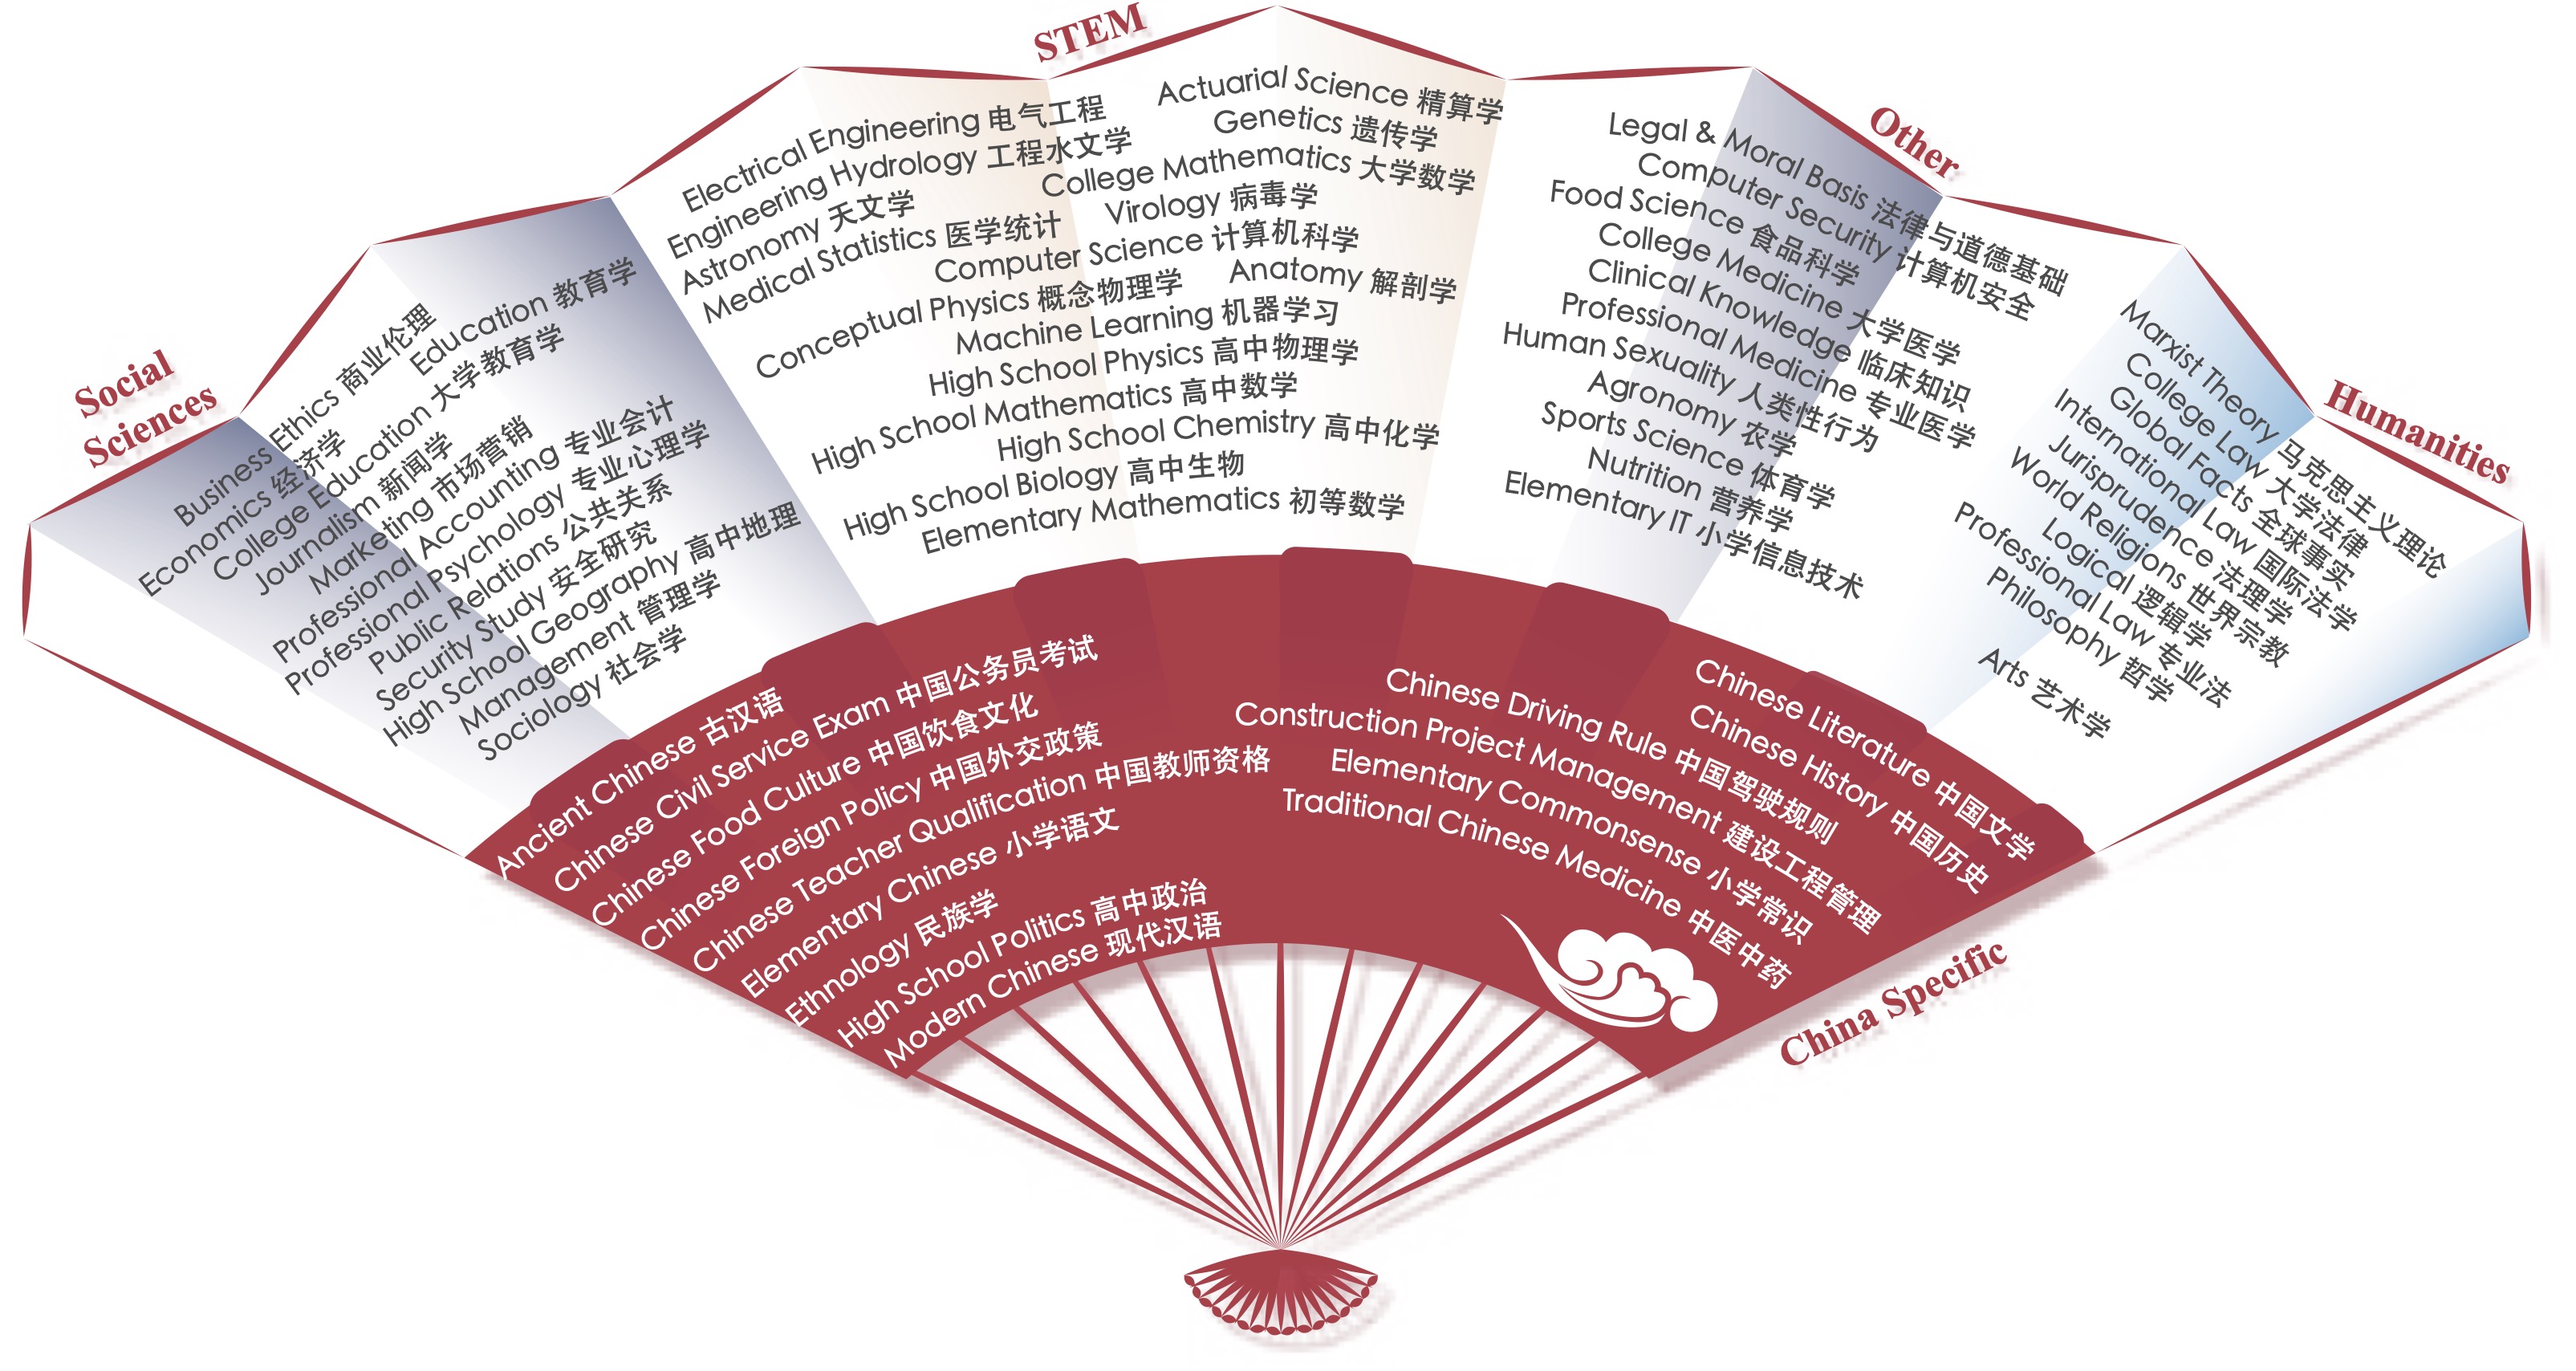 Social
Sciences
Business Ethics 商业伦理
Education 教育学
Economics 经济学
College Education 大学教育学
Journalism 新闻学
Marketing 市场营销
Professional Accounting 专业会计
Professional Psychology 专业心理学
Public Relations 公共关系
Security Study 安全研究
High School Geography 高中地理
Management 管理学
Sociology 社会学
STEM
Electrical Engineering 电气工程
Engineering Hydrology 工程水文学
Astronomy 天文学
Medical Statistics 医学统计
Actuarial Science 精算学
Genetics 遗传学
College Mathematics 大学数学
Virology 病毒学
Computer Science 计算机科学
Anatomy 解剖学
Conceptual Physics 概念物理学
Machine Learning 机器学习
High School Physics 高中物理学
High School Mathematics 高中数学
High School Chemistry 高中化学
High School Biology 高中生物
Elementary Mathematics 初等数学
Other
Legal & Moral Basis 法律与道德基础
Computer Security 计算机安全
Food Science 食品科学
College Medicine 大学医学
Clinical Knowledge 临床知识
Professional Medicine 专业医学
Human Sexuality 人类性行为
Agronomy 农学
Sports Science 体育学
Nutrition 营养学
Elementary IT 小学信息技术
Humanities
Marxist Theory 马克思主义理论
College Law 大学法律
Global Facts 全球事实
International Law 国际法学
Jurisprudence 法理学
World Religions 世界宗教
Logical 逻辑学
Professional Law 专业法
Philosophy 哲学
Arts 艺术学
Ancient Chinese 古汉语
Chinese Civil Service Exam 中国公务员考试
Chinese Food Culture 中国饮食文化
Chinese Foreign Policy 中国外交政策
Chinese Teacher Qualification 中国教师资格
Elementary Chinese 小学语文
Ethnology 民族学
High School Politics 高中政治
Modern Chinese 现代汉语
Chinese Literature 中国文学
Chinese History 中国历史
Chinese Driving Rule 中国驾驶规则
Construction Project Management 建设工程管理
Elementary Commonsense 小学常识
Traditional Chinese Medicine 中医中药
China Specific